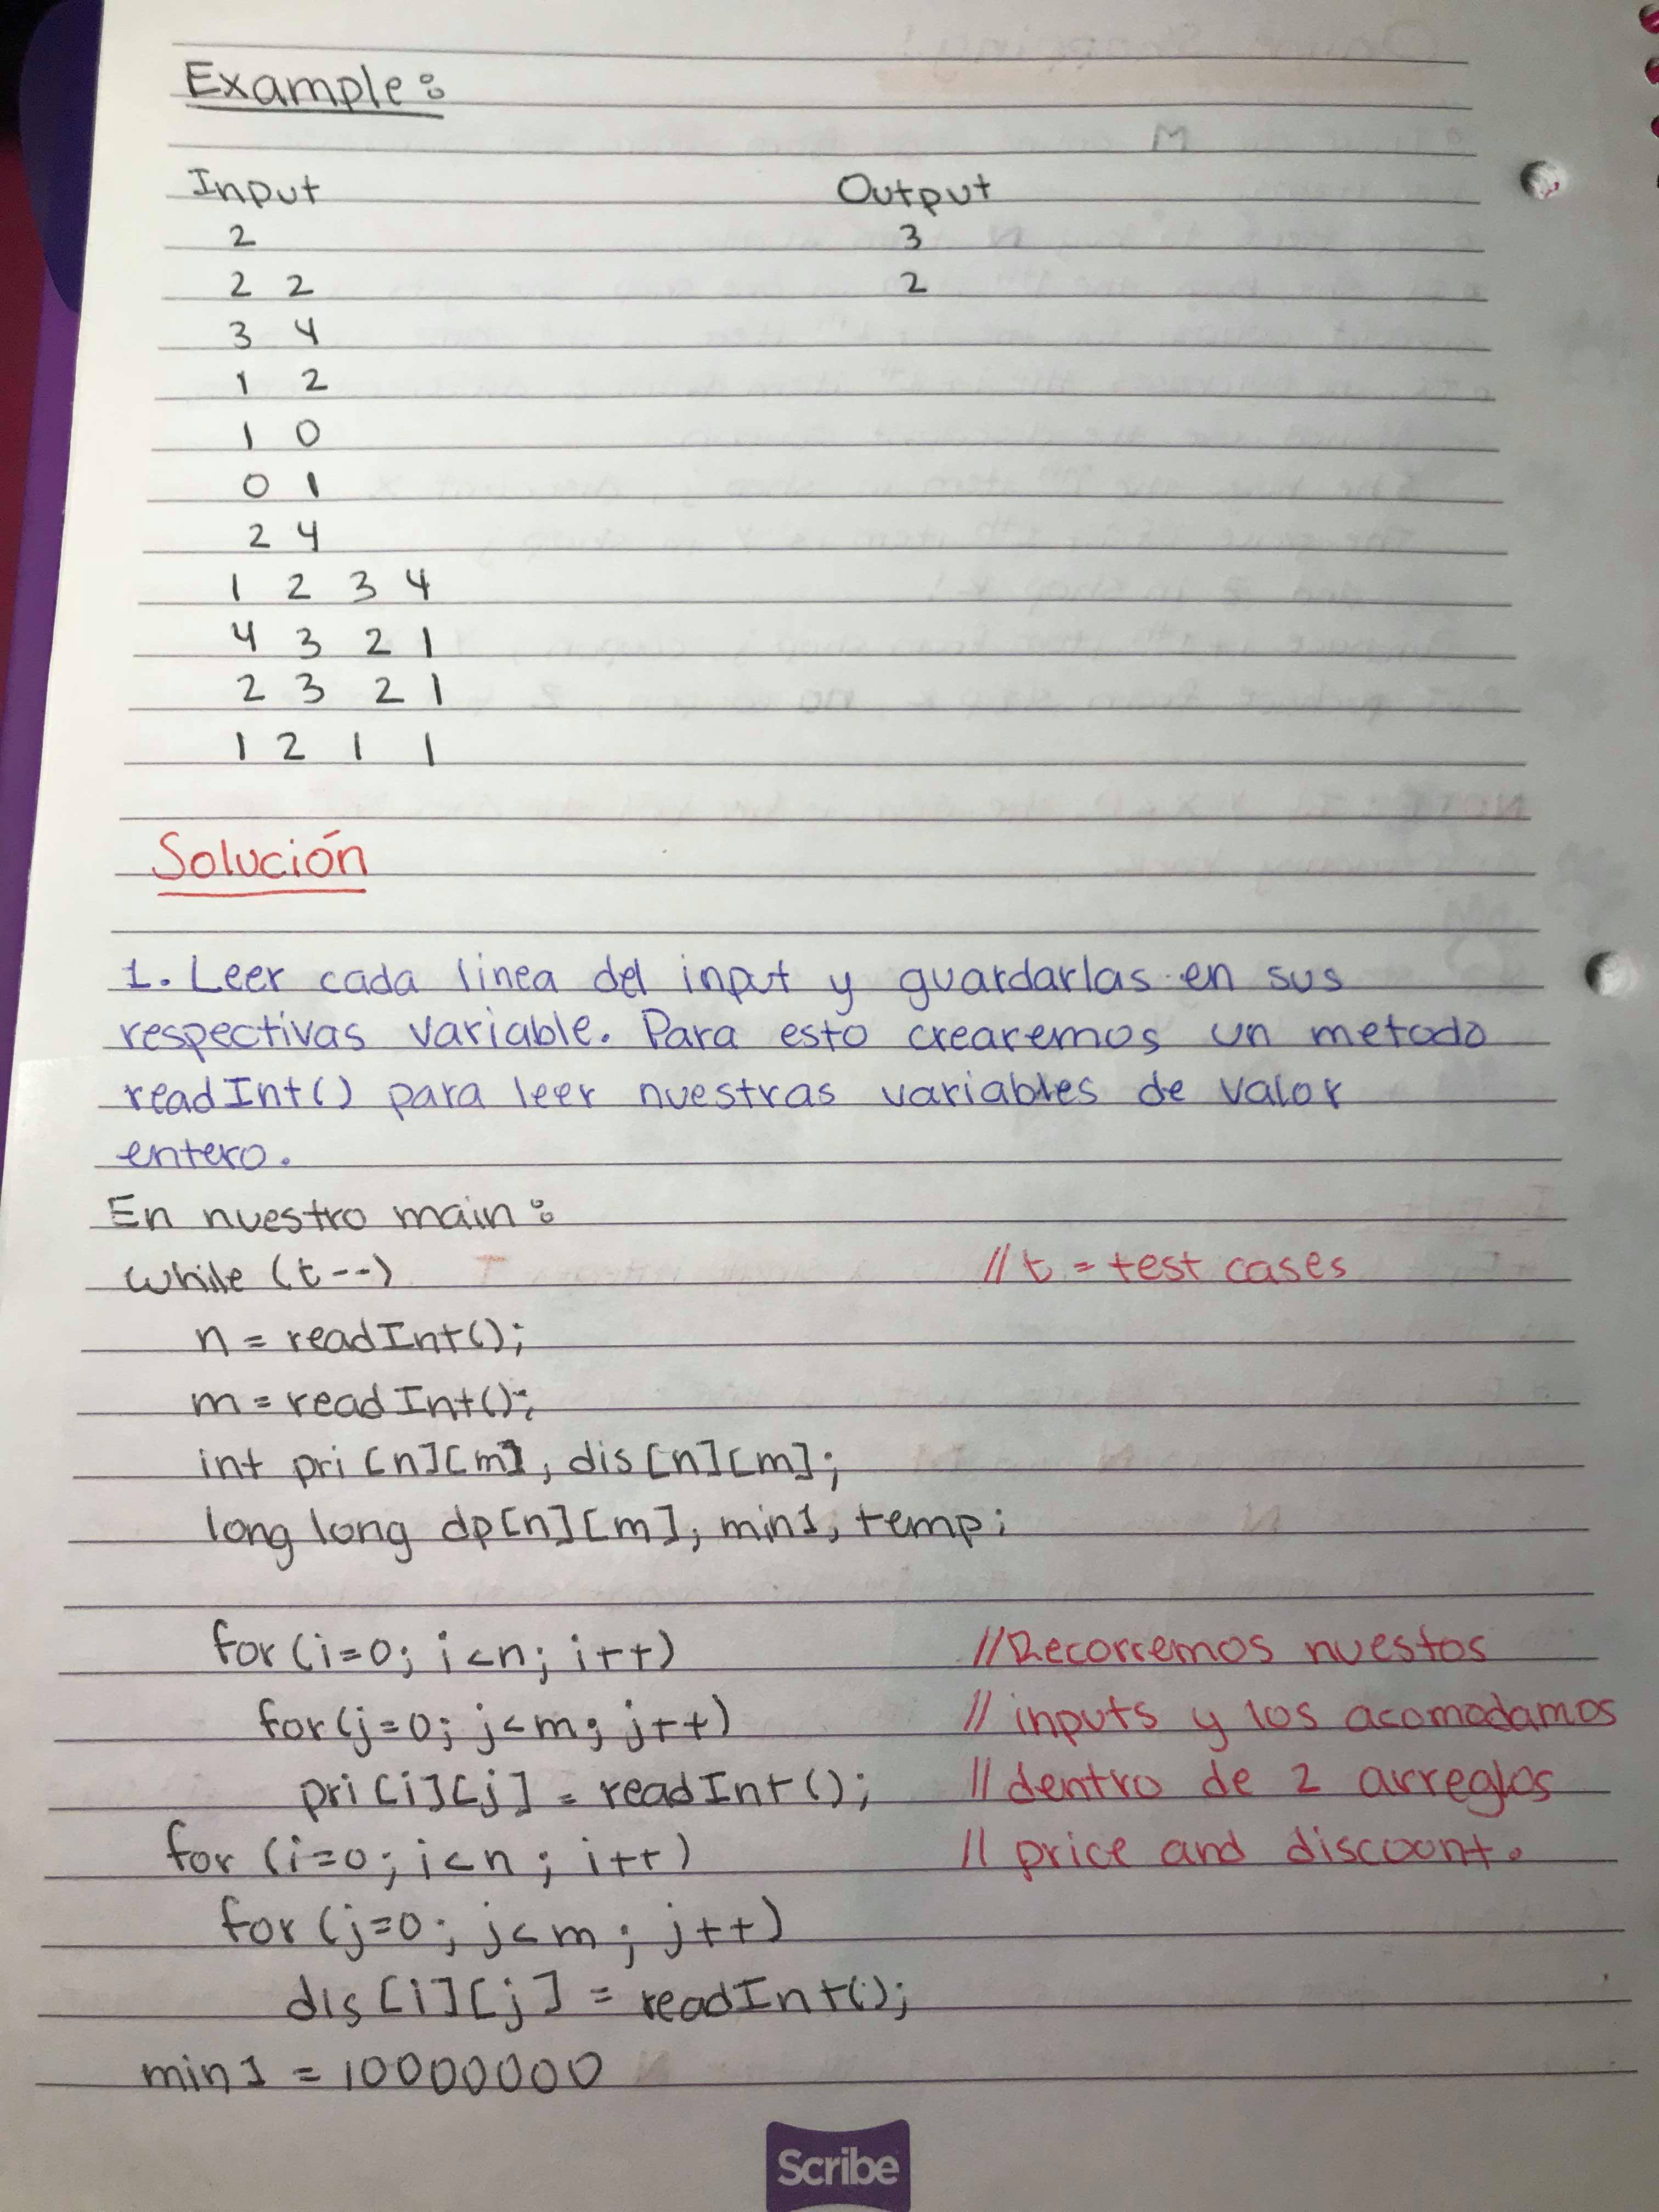 Example:
Input Output
2 3
2 2 2
3 4
1 2
1 0
0 1
2 4
1 2 3 4
4 3 2 1
2 3 2 1
1 2 1 1
Solución
1. Leer cada linea del input y guardarlas en sus
respectivas variable. Para esto crearemos un metodo
readInt() para leer nuestras variables de valor
entero.
En nuestro main:
while (t--) // t = test cases
n = readInt();
m = readInt();
int pri[n][m], dis[n][m];
long long dp[n][m], min1, temp;
for(i=0; i<n; i++) //Recorremos nuestos
for(j=0; j<m; j++) // inputs y los acomodamos
pri[i][j] = readInt(); // dentro de 2 arreglos
for (i=0; i<n; i++) // price and discount.
for (j=0; j<m; j++)
dis[i][j] = readInt();
min1 = 10000000
Scribe